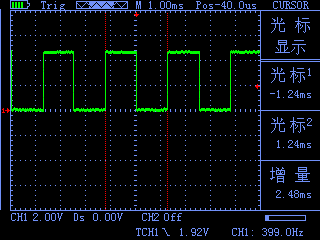 Trig M 1.00ms Pos-40.0us CURSOR
光标
显示
光标1
-1.24ms
光标2
1.24ms
增量
2.48ms
1
CH1 2.00V Ds 0.00V CH2 Off
TCH1 1.92V CH1: 399.0Hz